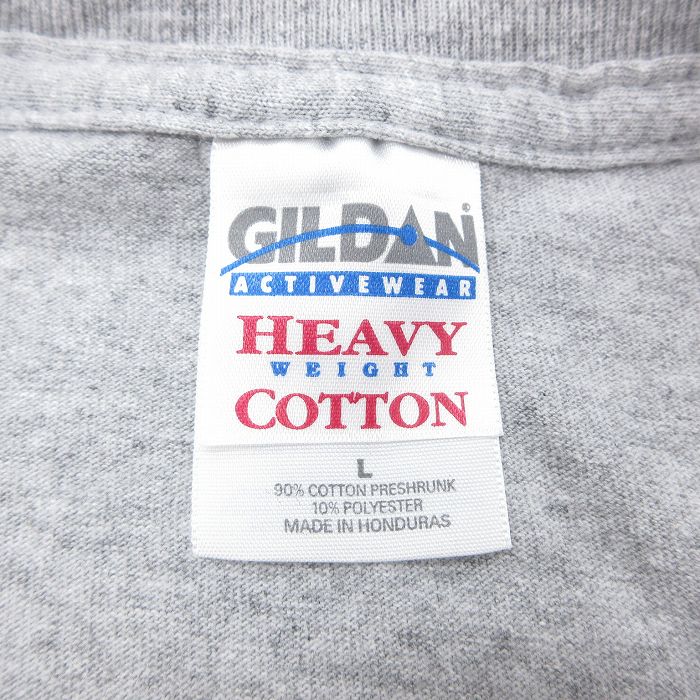 GILDAN®
ACTIVEWEAR
HEAVY
WEIGHT
COTTON
L
90% COTTON PRESHRUNK
10% POLYESTER
MADE IN HONDURAS